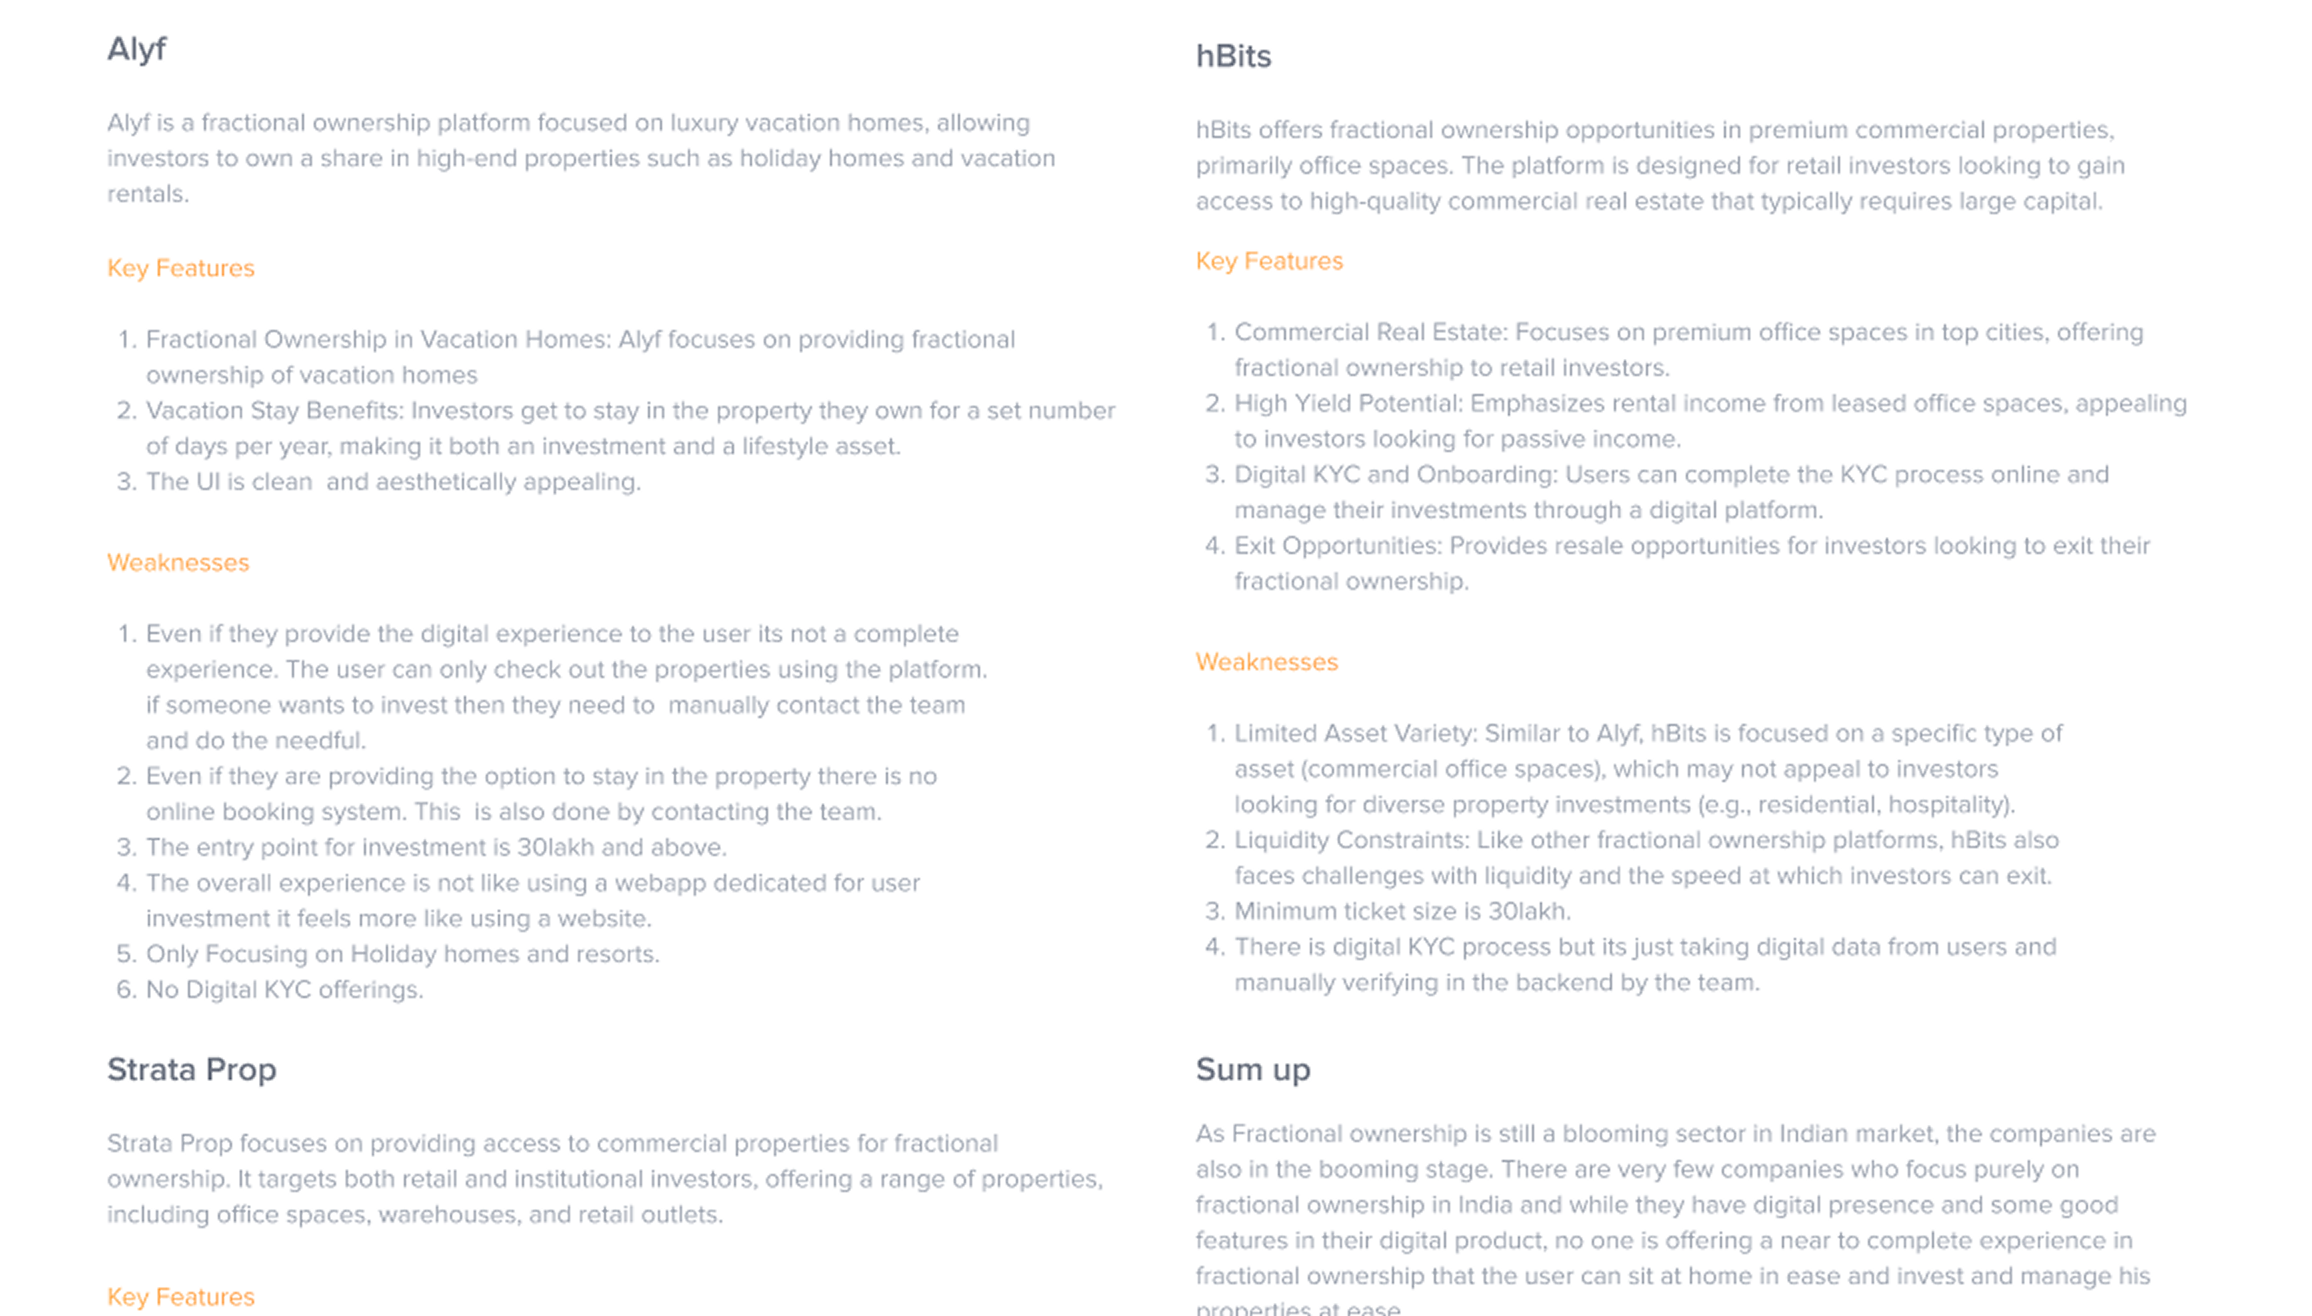 Alyf
Alyf is a fractional ownership platform focused on luxury vacation homes, allowing
investors to own a share in high-end properties such as holiday homes and vacation
rentals.
Key Features
1. Fractional Ownership in Vacation Homes: Alyf focuses on providing fractional
ownership of vacation homes
2. Vacation Stay Benefits: Investors get to stay in the property they own for a set number
of days per year, making it both an investment and a lifestyle asset.
3. The UI is clean  and aesthetically appealing.
Weaknesses
1. Even if they provide the digital experience to the user its not a complete
experience. The user can only check out the properties using the platform.
if someone wants to invest then they need to  manually contact the team
and do the needful.
2. Even if they are providing the option to stay in the property there is no
online booking system. This  is also done by contacting the team.
3. The entry point for investment is 30lakh and above.
4. The overall experience is not like using a webapp dedicated for user
investment it feels more like using a website.
5. Only Focusing on Holiday homes and resorts.
6. No Digital KYC offerings.
Strata Prop
Strata Prop focuses on providing access to commercial properties for fractional
ownership. It targets both retail and institutional investors, offering a range of properties,
including office spaces, warehouses, and retail outlets.
Key Features
hBits
hBits offers fractional ownership opportunities in premium commercial properties,
primarily office spaces. The platform is designed for retail investors looking to gain
access to high-quality commercial real estate that typically requires large capital.
Key Features
1. Commercial Real Estate: Focuses on premium office spaces in top cities, offering
fractional ownership to retail investors.
2. High Yield Potential: Emphasizes rental income from leased office spaces, appealing
to investors looking for passive income.
3. Digital KYC and Onboarding: Users can complete the KYC process online and
manage their investments through a digital platform.
4. Exit Opportunities: Provides resale opportunities for investors looking to exit their
fractional ownership.
Weaknesses
1. Limited Asset Variety: Similar to Alyf, hBits is focused on a specific type of
asset (commercial office spaces), which may not appeal to investors
looking for diverse property investments (e.g., residential, hospitality).
2. Liquidity Constraints: Like other fractional ownership platforms, hBits also
faces challenges with liquidity and the speed at which investors can exit.
3. Minimum ticket size is 30lakh.
4. There is digital KYC process but its just taking digital data from users and
manually verifying in the backend by the team.
Sum up
As Fractional ownership is still a blooming sector in Indian market, the companies are
also in the booming stage. There are very few companies who focus purely on
fractional ownership in India and while they have digital presence and some good
features in their digital product, no one is offering a near to complete experience in
fractional ownership that the user can sit at home in ease and invest and manage his
properties at ease